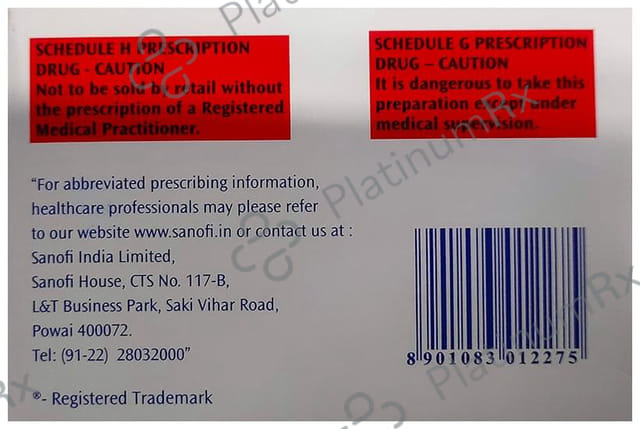 SCHEDULE H PRESCRIPTION
DRUG - CAUTION
Not to be sold by retail without
the prescription of a Registered
Medical Practitioner.
SCHEDULE G PRESCRIPTION
DRUG – CAUTION
It is dangerous to take this
preparation except under
medical supervision.
"For abbreviated prescribing information,
healthcare professionals may please refer
to our website www.sanofi.in or contact us at :
Sanofi India Limited,
Sanofi House, CTS No. 117-B,
L&T Business Park, Saki Vihar Road,
Powai 400072.
Tel: (91-22) 28032000"
®- Registered Trademark
8 901083 012275
PlatinumRx
PlatinumRx